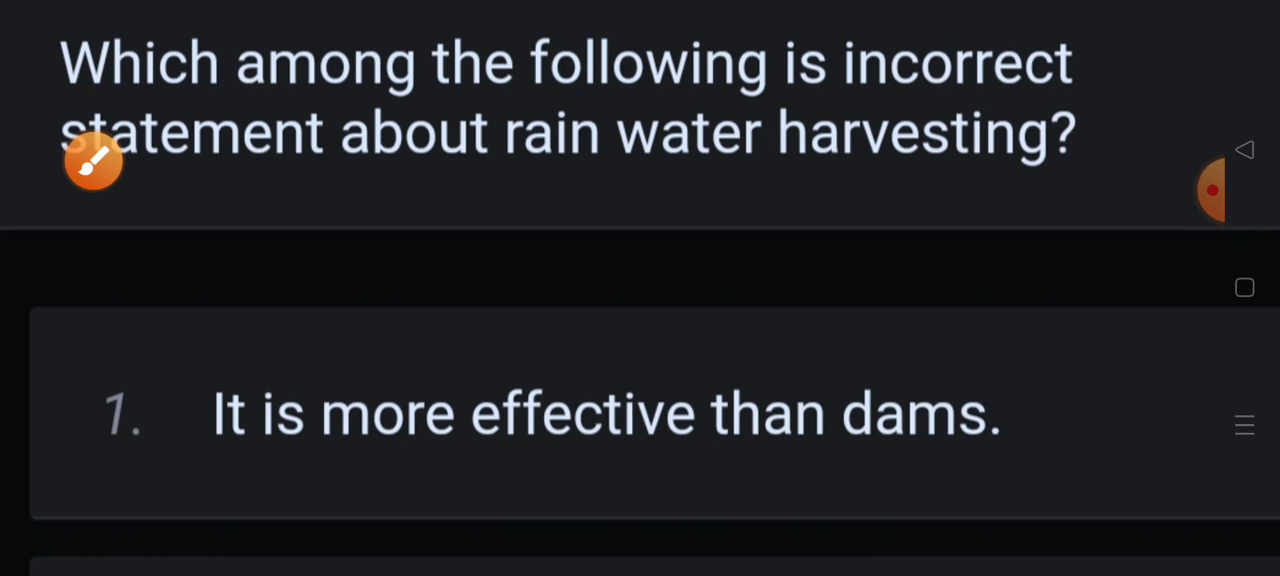 Which among the following is incorrect
statement about rain water harvesting?
1. It is more effective than dams.